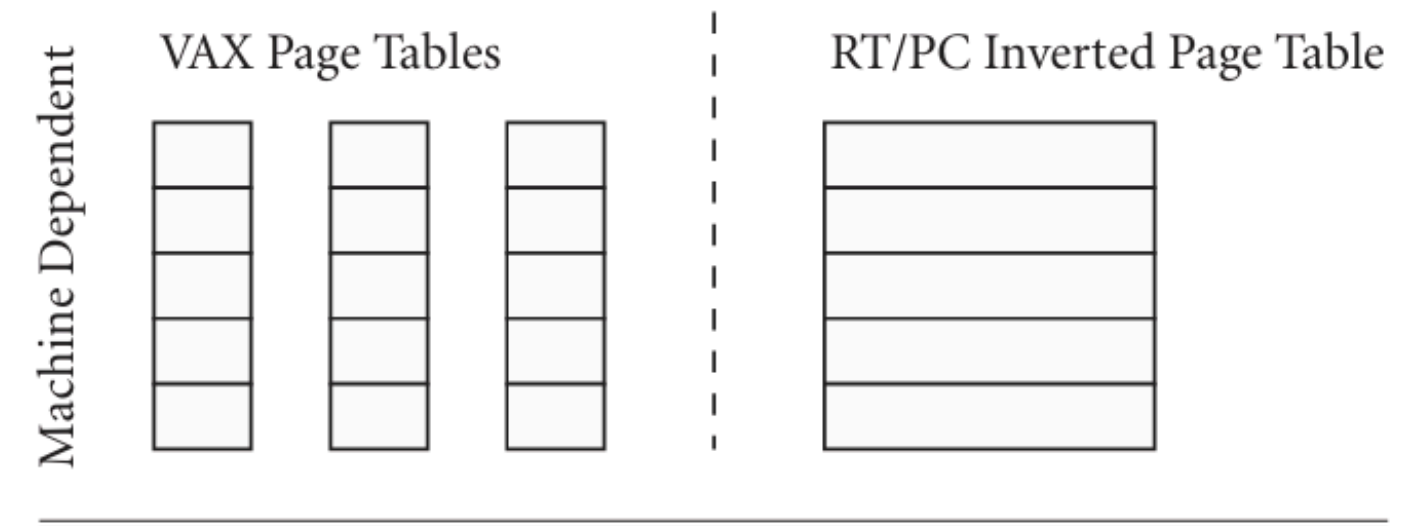 Machine Dependent
VAX Page Tables
RT/PC Inverted Page Table